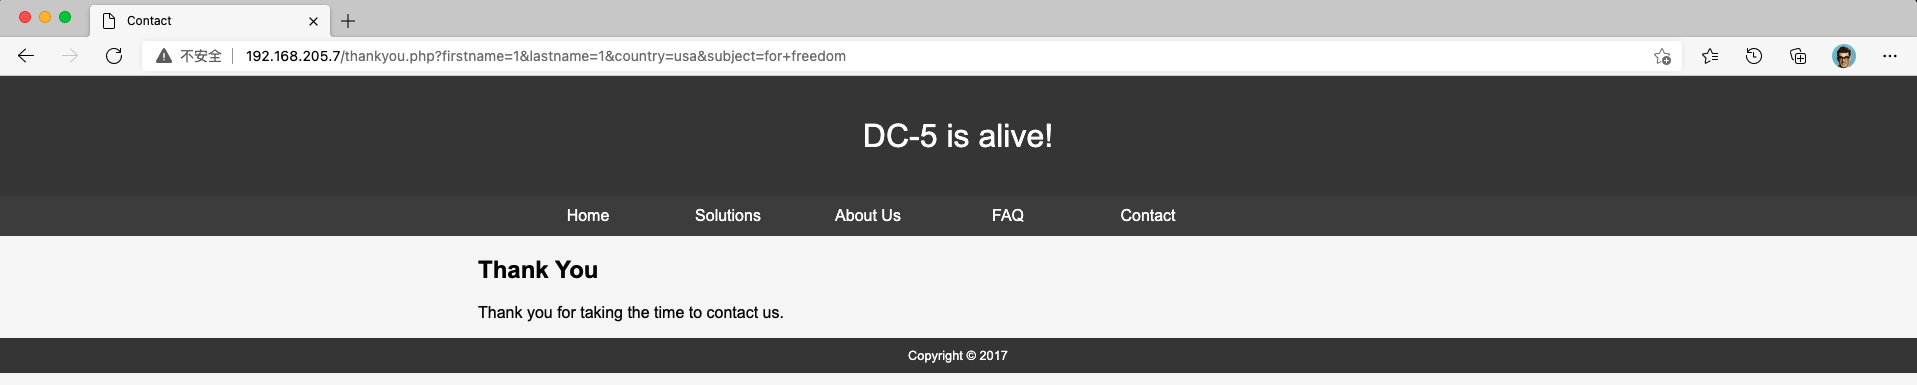 Contact
不安全 192.168.205.7/thankyou.php?firstname=1&lastname=1&country=usa&subject=for+freedom
DC-5 is alive!
Home Solutions About Us FAQ Contact
Thank You
Thank you for taking the time to contact us.
Copyright © 2017